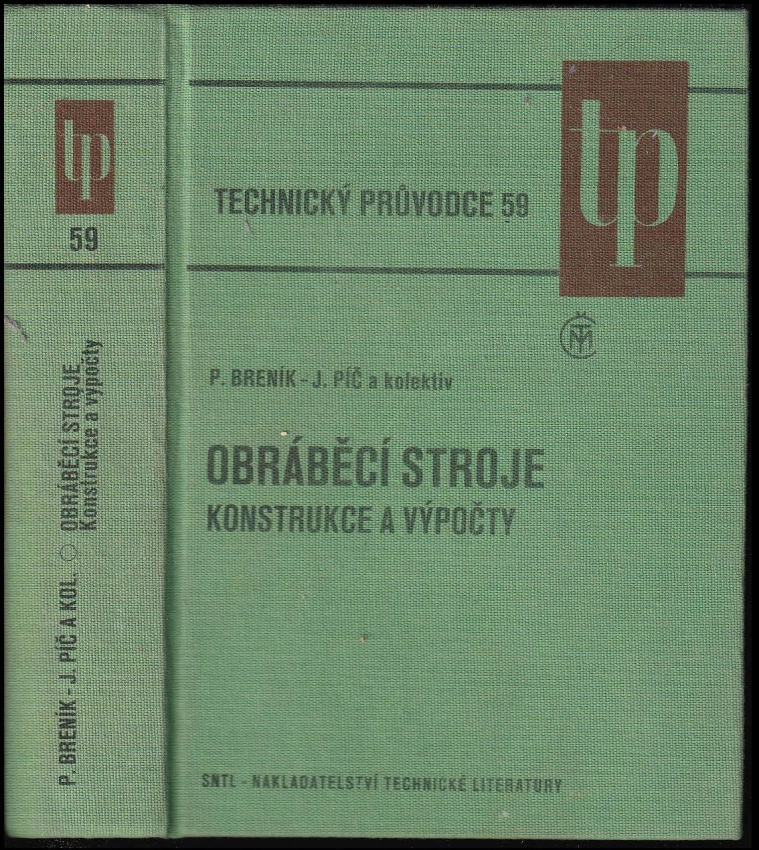 tp
59
P. BRENÍK - J. PÍČ A KOL. ○ OBRÁBĚCÍ STROJE
Konstrukce a výpočty
tp
TECHNICKÝ PRŮVODCE 59
P. BRENÍK - J. PÍČ a kolektiv
OBRÁBĚCÍ STROJE
KONSTRUKCE A VÝPOČTY
SNTL - NAKLADATELSTVÍ TECHNICKÉ LITERATURY